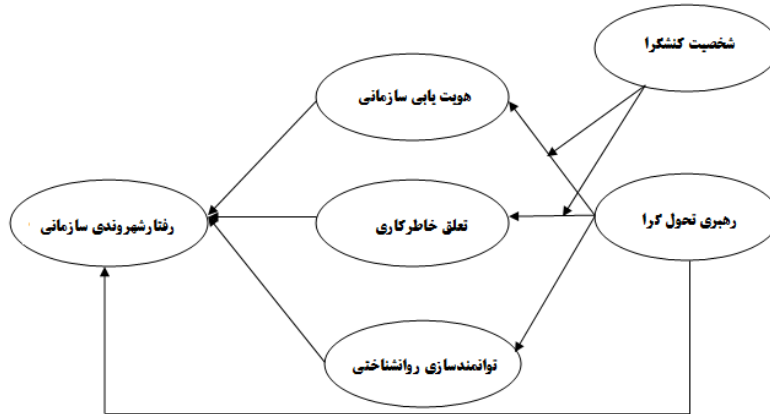 شخصیت کنشگرا
هویت یابی سازمانی
رهبری تحول گرا
تعلق خاطرکاری
رفتارشهروندی سازمانی
توانمندسازی روانشناختی